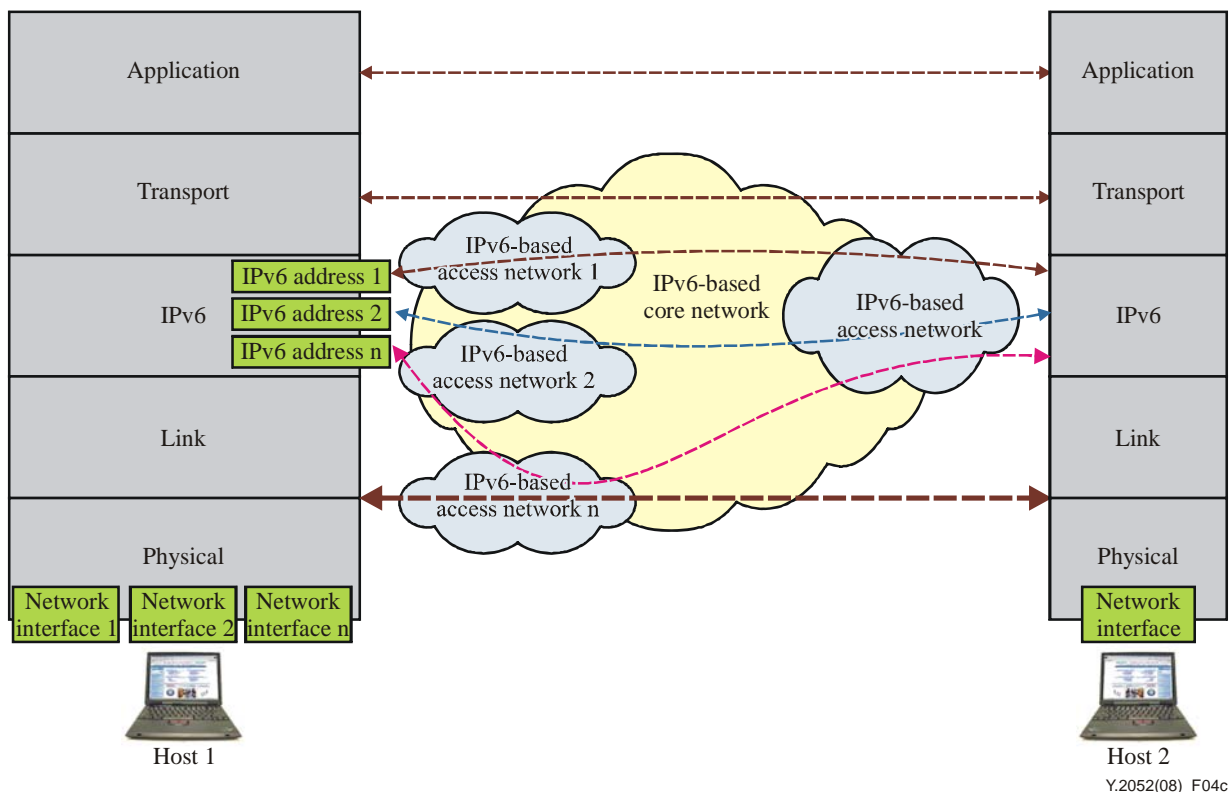 Application
Application
Transport
Transport
IPv6-based
access network 1
IPv6 address 1
IPv6-based
core network
IPv6
IPv6 address 2
IPv6-based
access network
IPv6
IPv6 address n
IPv6-based
access network 2
Link
Link
IPv6-based
access network n
Physical
Physical
Network
interface 1
Network
interface 2
Network
interface n
Network
interface
Host 1
Host 2
Y.2052(08)_F04c